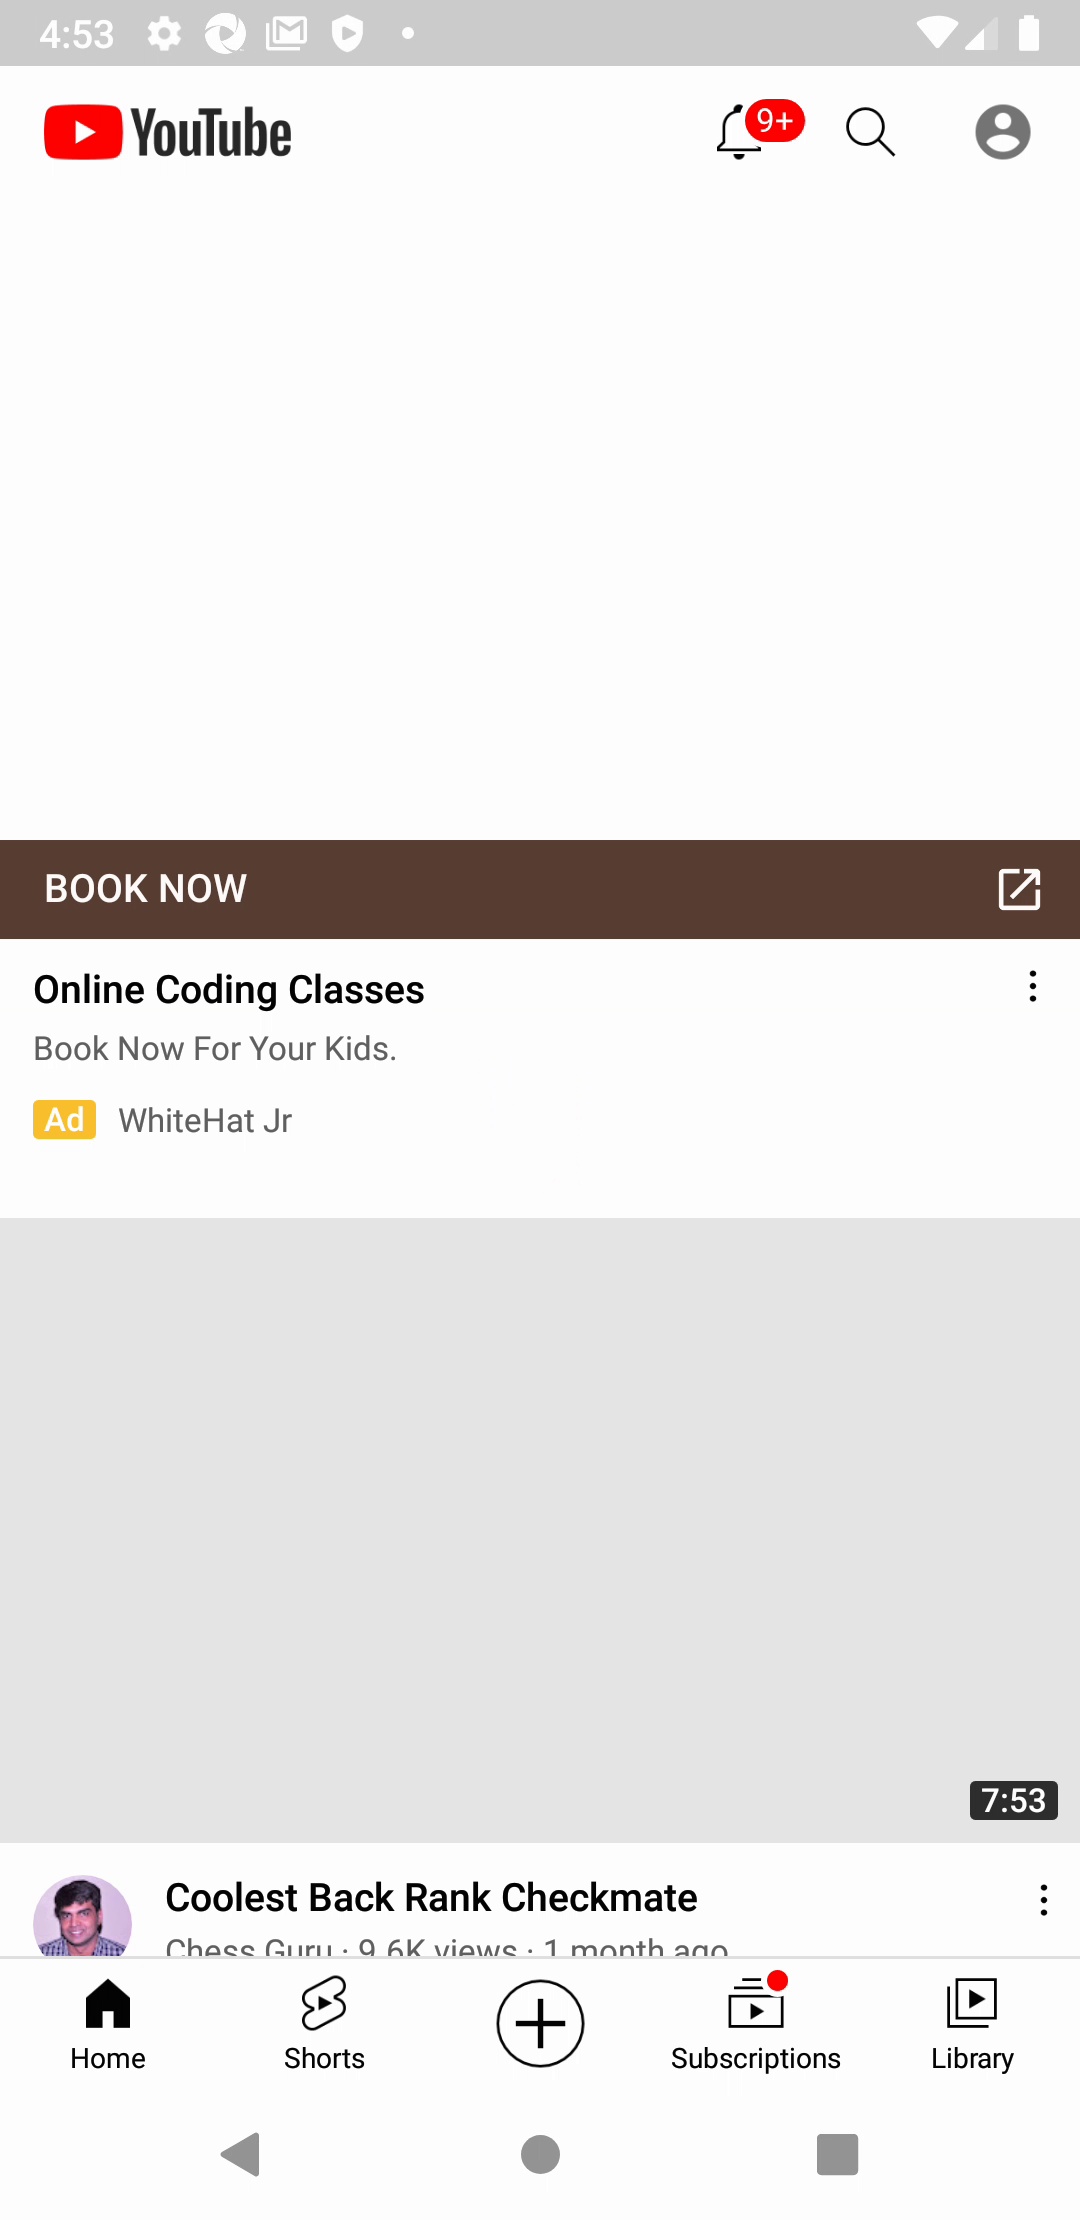 4:53
YouTube
9+
BOOK NOW
Online Coding Classes
Book Now For Your Kids.
Ad WhiteHat Jr
7:53
Coolest Back Rank Checkmate
Chess Guru · 9.6K views · 1 month ago
Home
Shorts
Subscriptions
Library